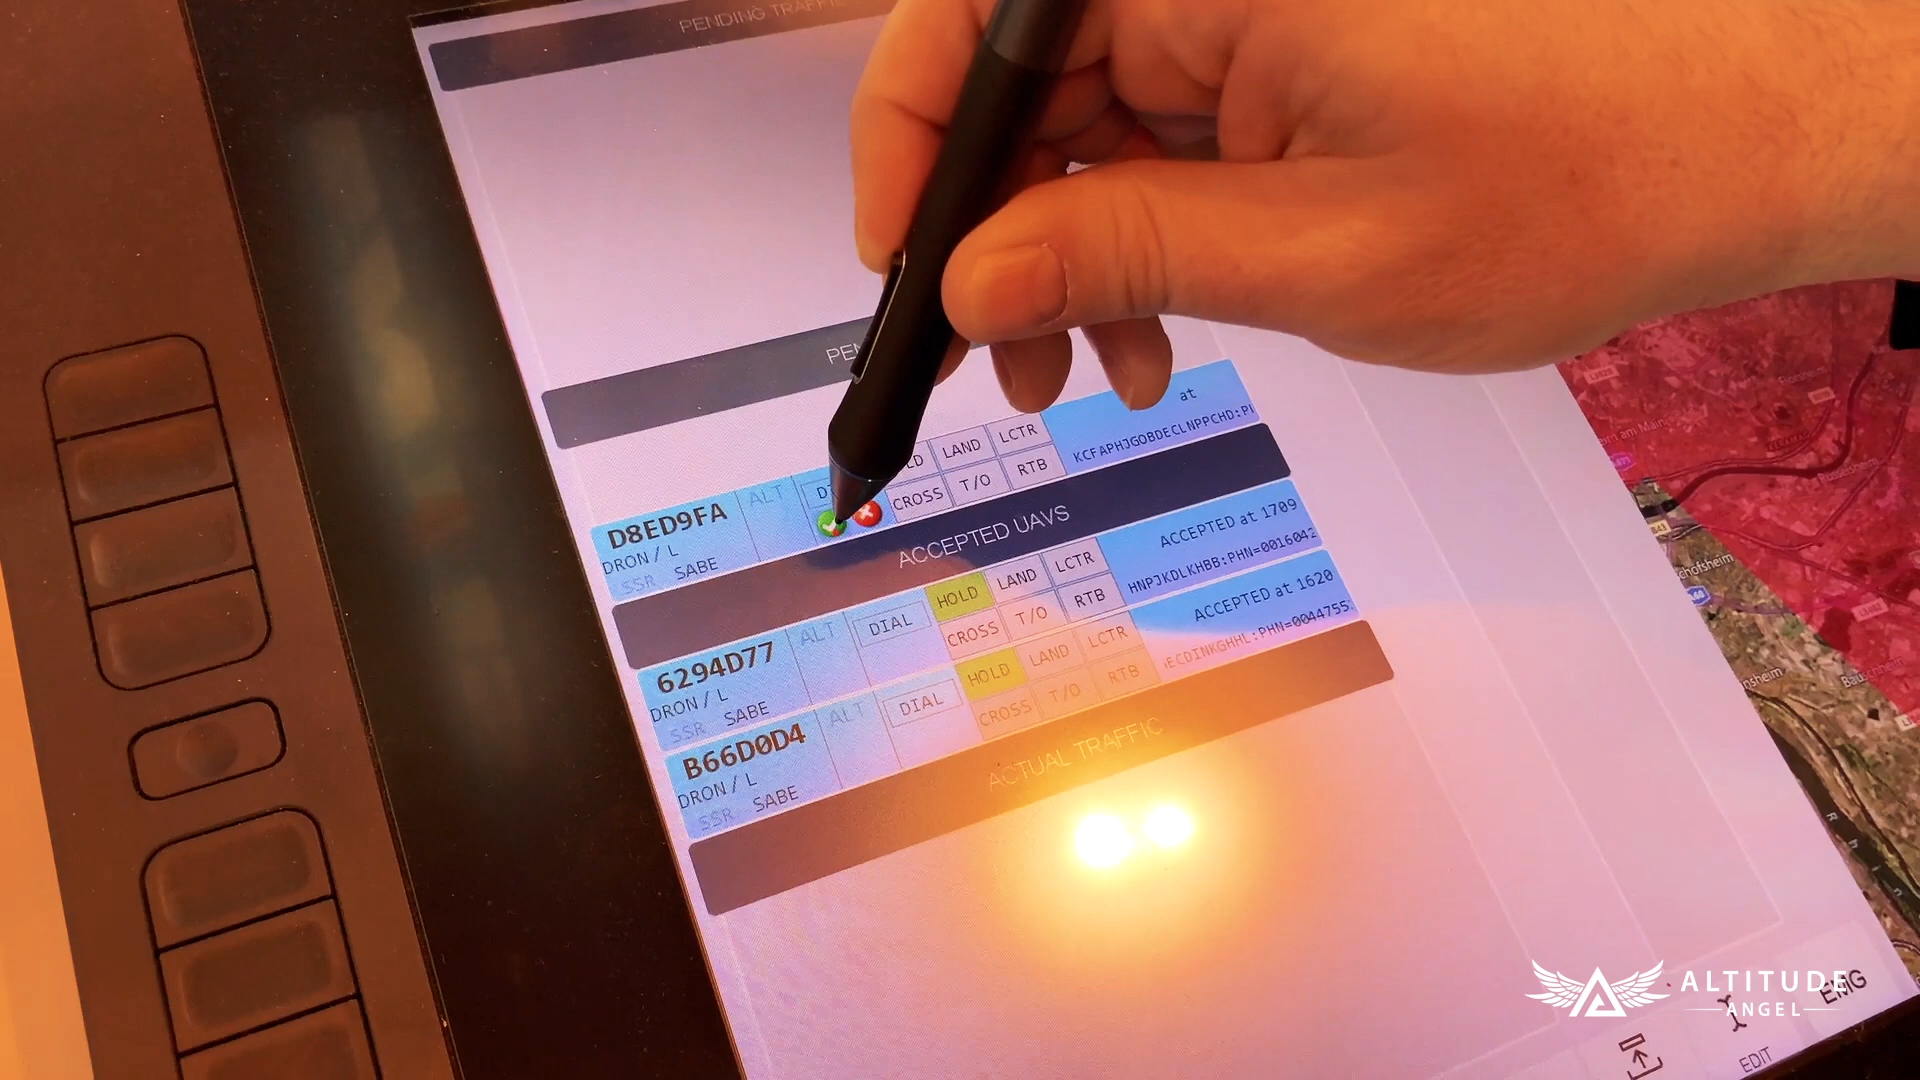 PENDING TRAFFIC
PEN
D8ED9FA
DRON / L
SSR SABE
ALT
LAND
LCTR
CROSS
T/O
RTB
at
KCFAPHJGOBDECLNPPCHD:P
ACCEPTED UAVS
6294D77
DRON / L
SSR SABE
ALT
DIAL
HOLD
LAND
LCTR
CROSS
T/O
RTB
ACCEPTED at 1709
HNPJKDLKHBB:PHN=0016042
B66D0D4
DRON / L
SSR SABE
ALT
DIAL
HOLD
LAND
LCTR
CROSS
T/O
RTB
ACCEPTED at 1620
ECDINKGHHL:PHN=0044755
ACTUAL TRAFFIC
EMG
EDIT
ALTITUDE
ANGEL